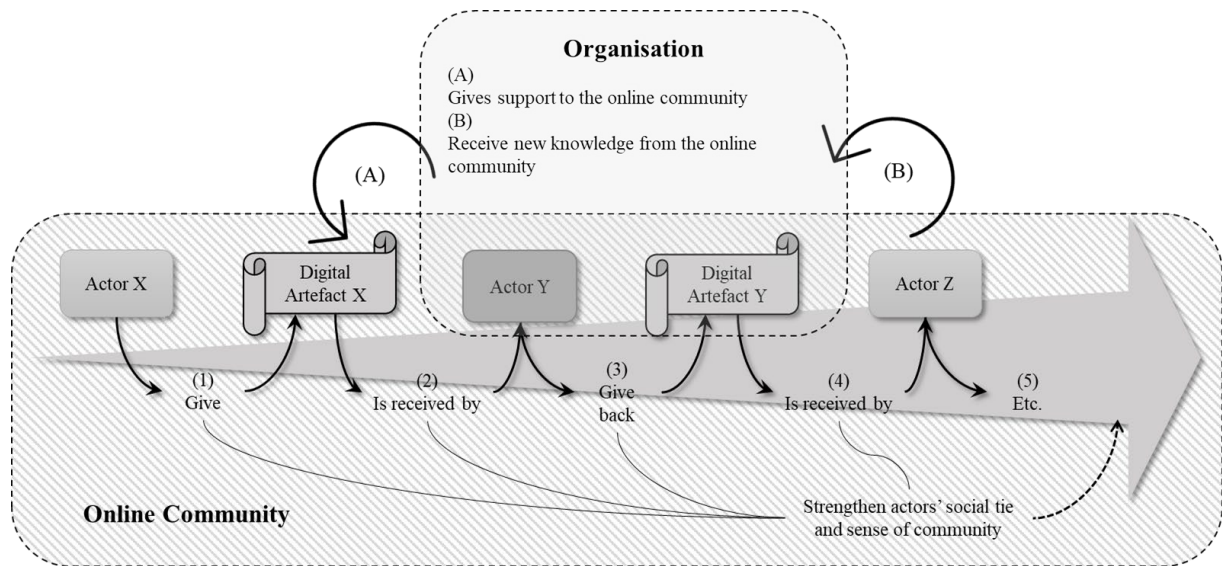 Organisation
(A)
Gives support to the online community
(B)
Receive new knowledge from the online
community
(A)
(B)
Actor X
Digital
Artefact X
Actor Y
Digital
Artefact Y
Actor Z
(1)
Give
(2)
Is received by
(3)
Give
back
(4)
Is received by
(5)
Etc.
Online Community
Strengthen actors’ social tie
and sense of community